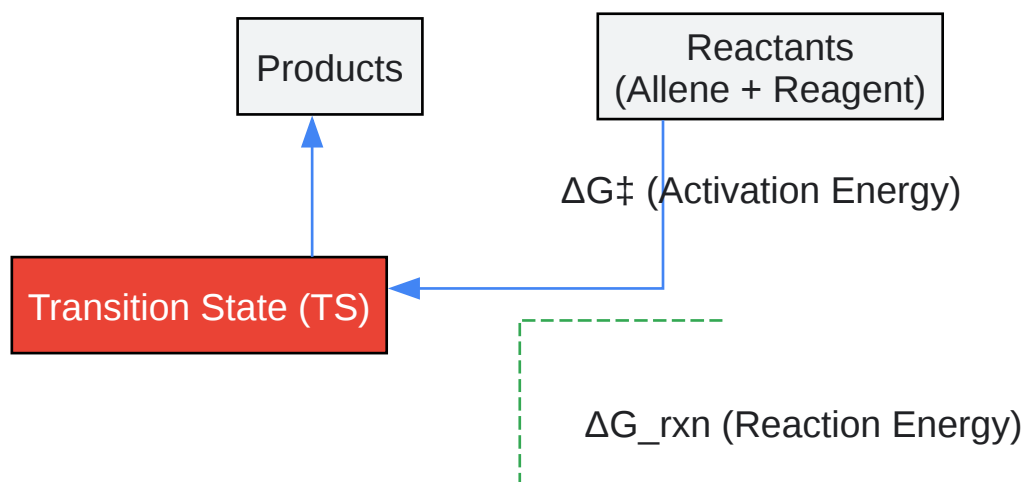 Products
Reactants
(Allene + Reagent)
ΔG‡ (Activation Energy)
Transition State (TS)
ΔG_rxn (Reaction Energy)